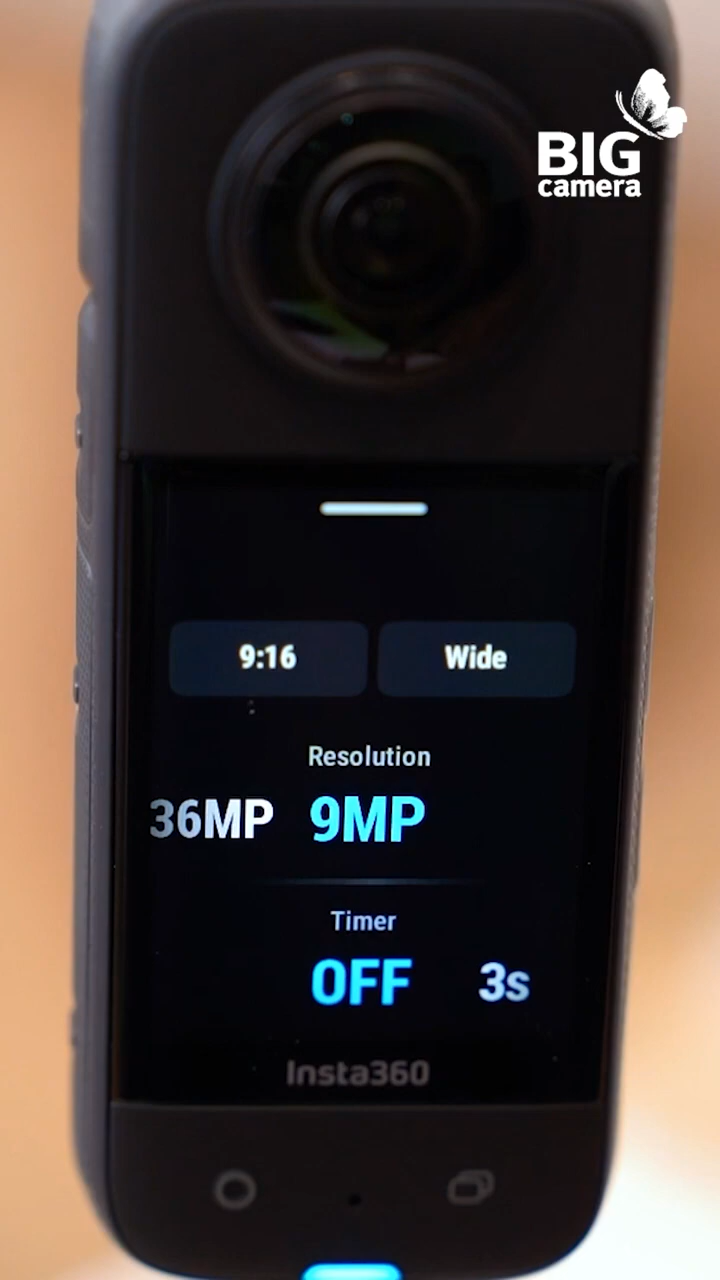 BIG
camera
9:16
Wide
Resolution
36MP
9MP
Timer
OFF
3s
Insta360